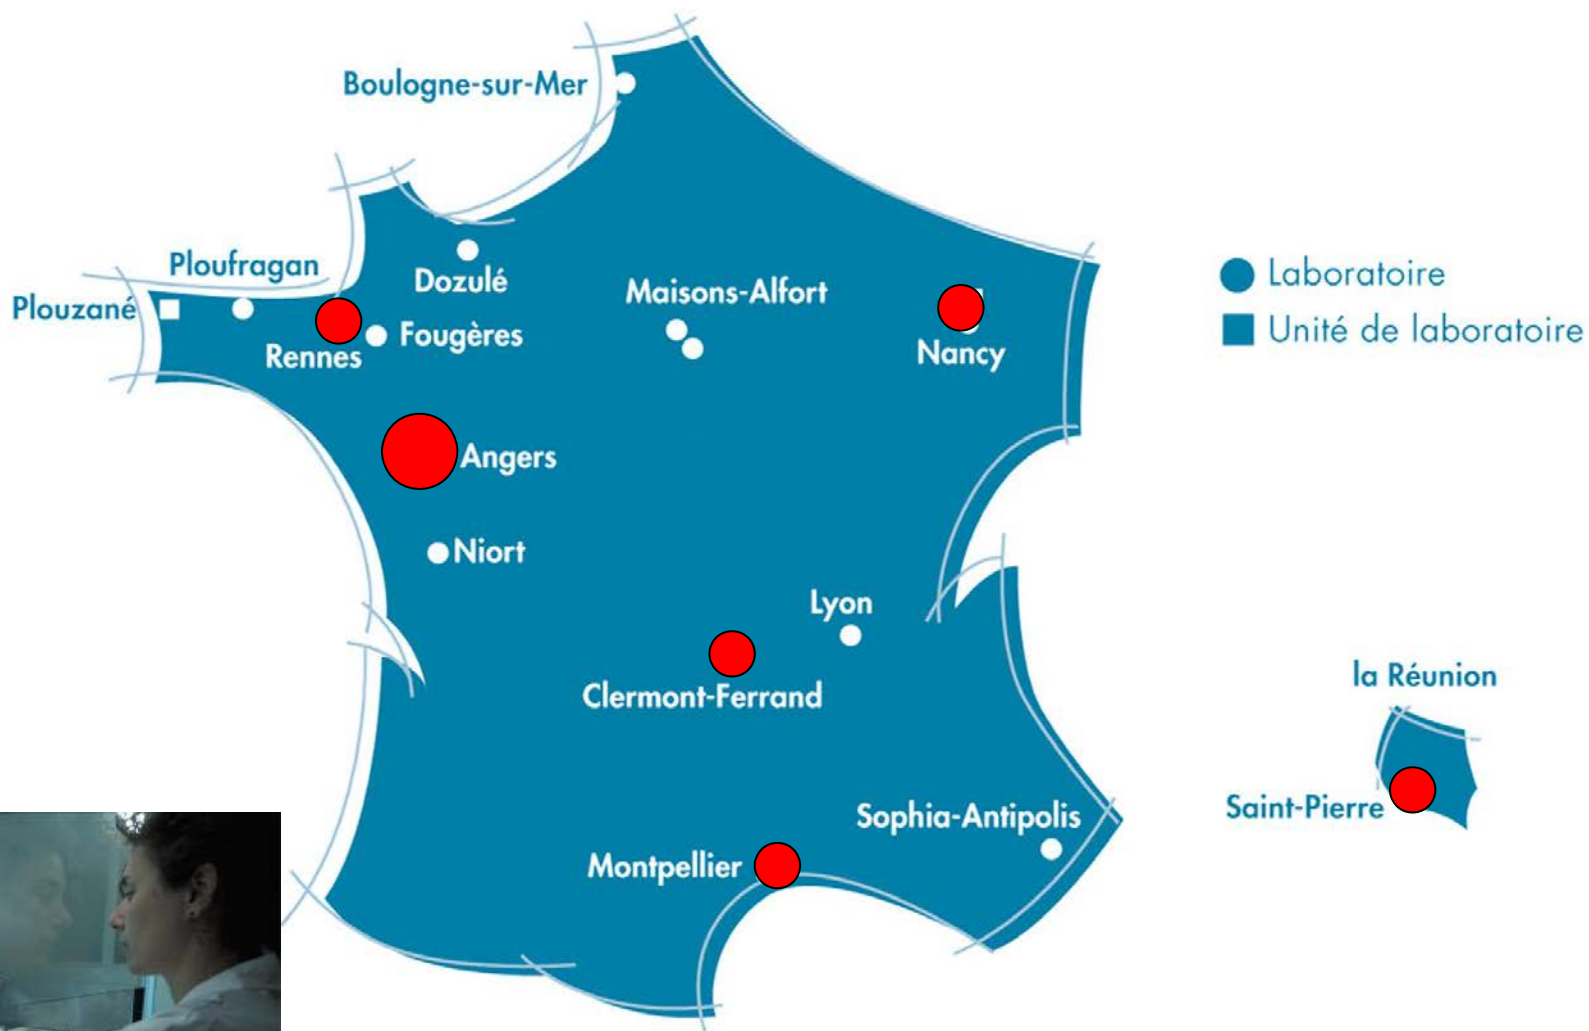 Boulogne-sur-Mer
Ploufragan
Dozulé
Plouzané
Maisons-Alfort
Fougères
Rennes
Nancy
Laboratoire
Unité de laboratoire
Angers
Niort
Lyon
Clermont-Ferrand
la Réunion
Saint-Pierre
Sophia-Antipolis
Montpellier